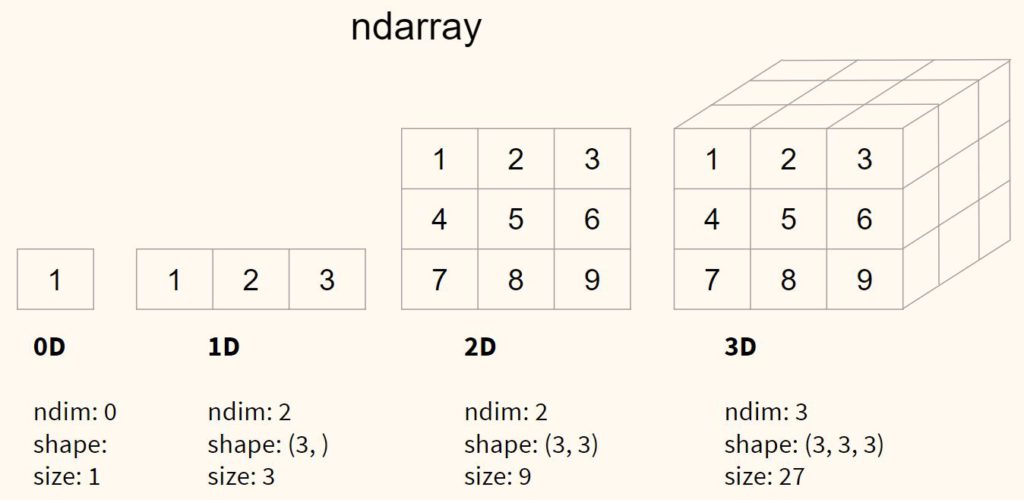 ndarray
1
1 2 3
1 2 3
4 5 6
7 8 9
1 2 3
4 5 6
7 8 9
0D
ndim: 0
shape:
size: 1
1D
ndim: 2
shape: (3, )
size: 3
2D
ndim: 2
shape: (3, 3)
size: 9
3D
ndim: 3
shape: (3, 3, 3)
size: 27